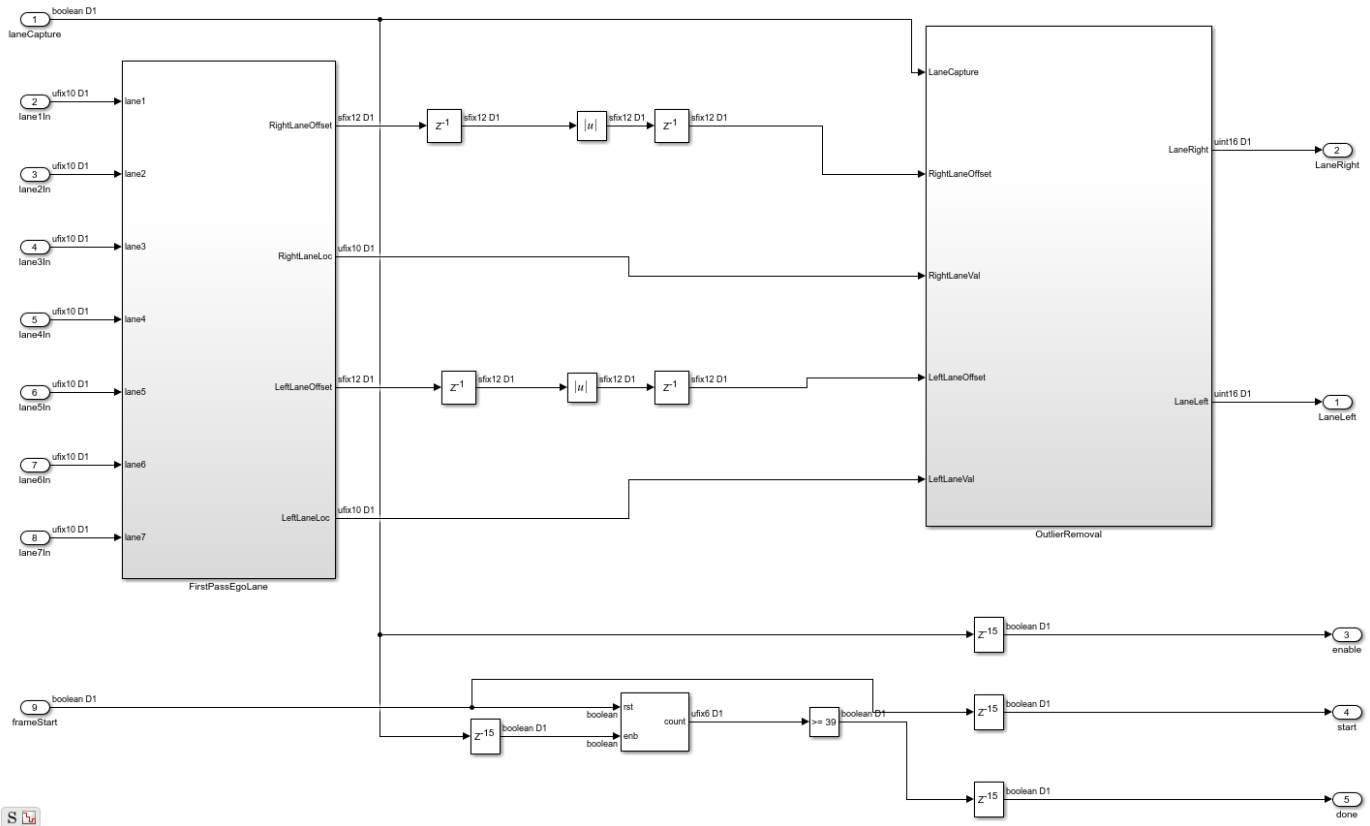 boolean D1
1
laneCapture
LaneCapture
ufix10 D1
2
lane1In
lane1
RightLaneOffset
sfix12 D1
z-1
sfix12 D1
|u|
sfix12 D1
z-1
sfix12 D1
uint16 D1
LaneRight
2
LaneRight
ufix10 D1
3
lane2In
lane2
RightLaneOffset
ufix10 D1
4
lane3In
lane3
RightLaneLoc
ufix10 D1
RightLaneVal
ufix10 D1
5
lane4In
lane4
ufix10 D1
6
lane5In
lane5
LeftLaneOffset
sfix12 D1
z-1
sfix12 D1
|u|
sfix12 D1
z-1
sfix12 D1
LeftLaneOffset
uint16 D1
LaneLeft
1
LaneLeft
ufix10 D1
7
lane6In
lane6
LeftLaneVal
ufix10 D1
8
lane7In
lane7
LeftLaneLoc
ufix10 D1
OutlierRemoval
FirstPassEgoLane
z-15
boolean D1
3
enable
boolean D1
9
frameStart
boolean
rst
count
ufix6 D1
>= 39
boolean D1
z-15
boolean D1
4
start
z-15
boolean D1
boolean
enb
z-15
boolean D1
5
done
S